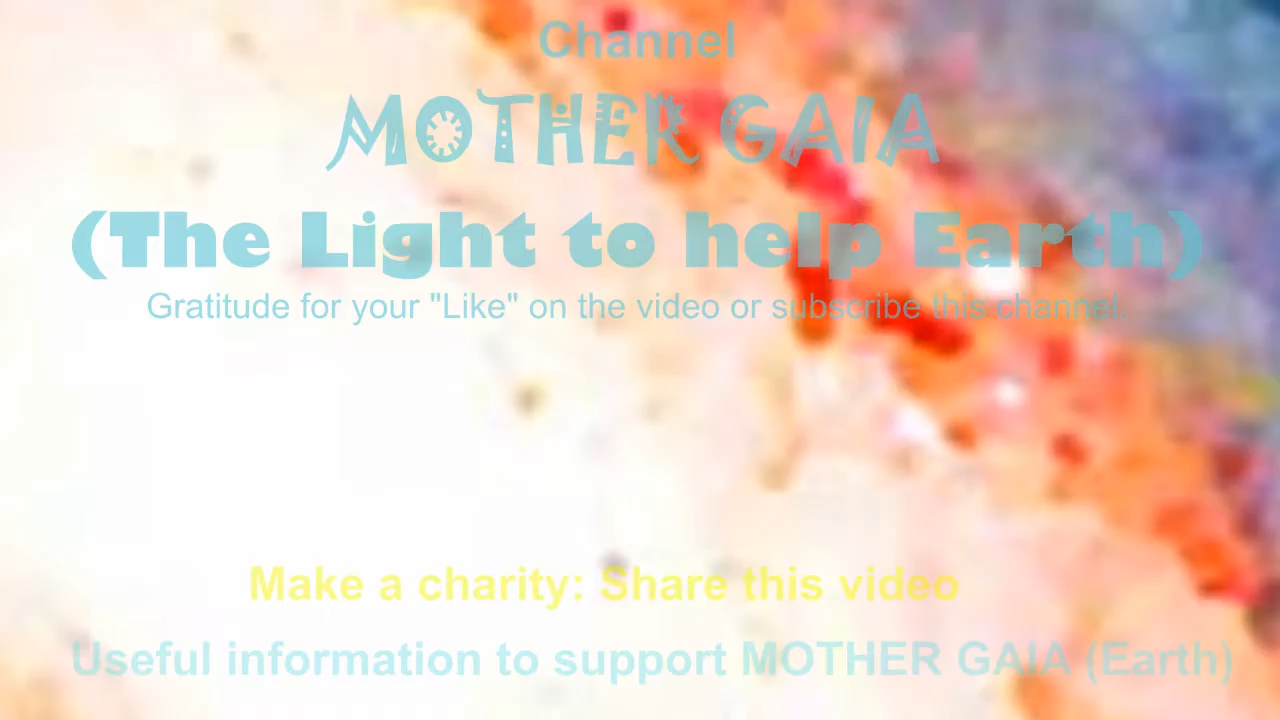 Channel
MOTHER GAIA
(The Light to help Earth)
Gratitude for your "Like" on the video or subscribe this channel.
Make a charity: Share this video
Useful information to support MOTHER GAIA (Earth)